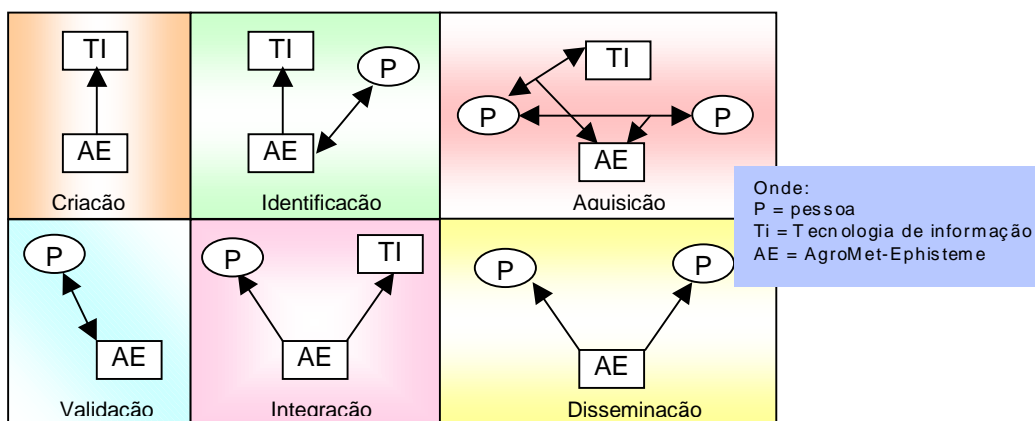 TI
AE
Criação
TI
P
AE
Identificação
TI
P
P
AE
Aquisição
Onde:
P = pessoa
Ti = Tecnologia de informação
AE = AgroMet-Ephisteme
P
AE
Validação
P
TI
AE
Integração
P
P
AE
Disseminação